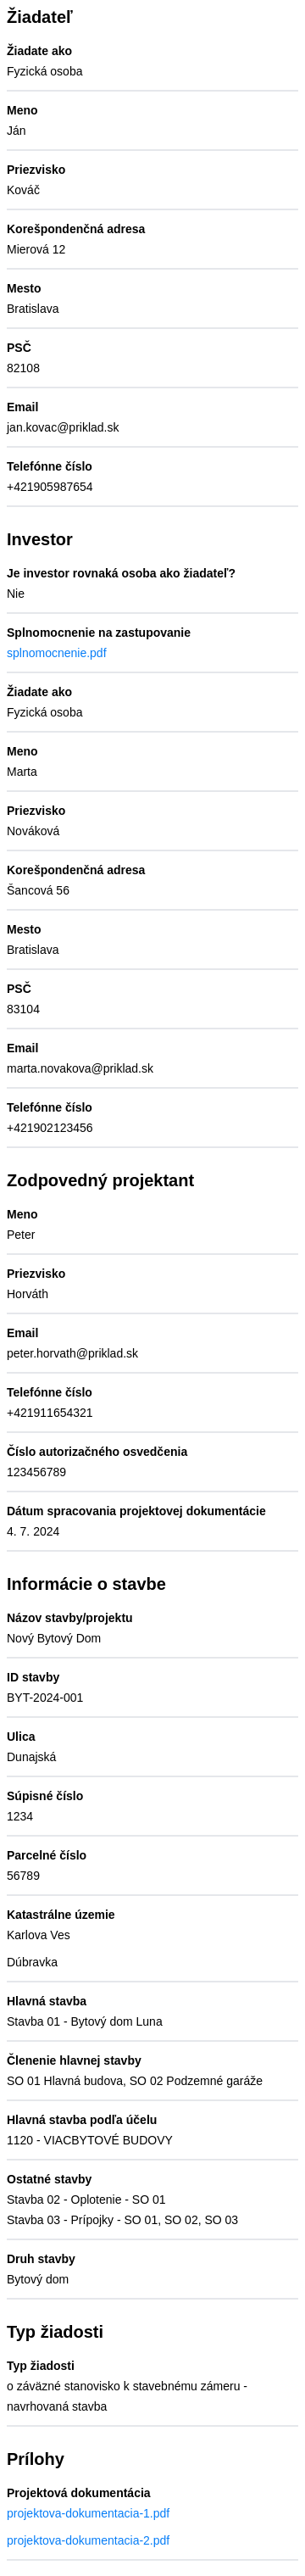 Žiadateľ
Žiadate ako
Fyzická osoba
Meno
Ján
Priezvisko
Kováč
Korešpondenčná adresa
Mierová 12
Mesto
Bratislava
PSČ
82108
Email
jan.kovac@priklad.sk
Telefónne číslo
+421905987654
Investor
Je investor rovnaká osoba ako žiadateľ?
Nie
Splnomocnenie na zastupovanie
splnomocnenie.pdf
Žiadate ako
Fyzická osoba
Meno
Marta
Priezvisko
Nováková
Korešpondenčná adresa
Šancová 56
Mesto
Bratislava
PSČ
83104
Email
marta.novakova@priklad.sk
Telefónne číslo
+421902123456
Zodpovedný projektant
Meno
Peter
Priezvisko
Horváth
Email
peter.horvath@priklad.sk
Telefónne číslo
+421911654321
Číslo autorizačného osvedčenia
123456789
Dátum spracovania projektovej dokumentácie
4. 7. 2024
Informácie o stavbe
Názov stavby/projektu
Nový Bytový Dom
ID stavby
BYT-2024-001
Ulica
Dunajská
Súpisné číslo
1234
Parcelné číslo
56789
Katastrálne územie
Karlova Ves
Dúbravka
Hlavná stavba
Stavba 01 - Bytový dom Luna
Členenie hlavnej stavby
SO 01 Hlavná budova, SO 02 Podzemné garáže
Hlavná stavba podľa účelu
1120 - VIACBYTOVÉ BUDOVY
Ostatné stavby
Stavba 02 - Oplotenie - SO 01
Stavba 03 - Prípojky - SO 01, SO 02, SO 03
Druh stavby
Bytový dom
Typ žiadosti
Typ žiadosti
o záväzné stanovisko k stavebnému zámeru -
navrhovaná stavba
Prílohy
Projektová dokumentácia
projektova-dokumentacia-1.pdf
projektova-dokumentacia-2.pdf